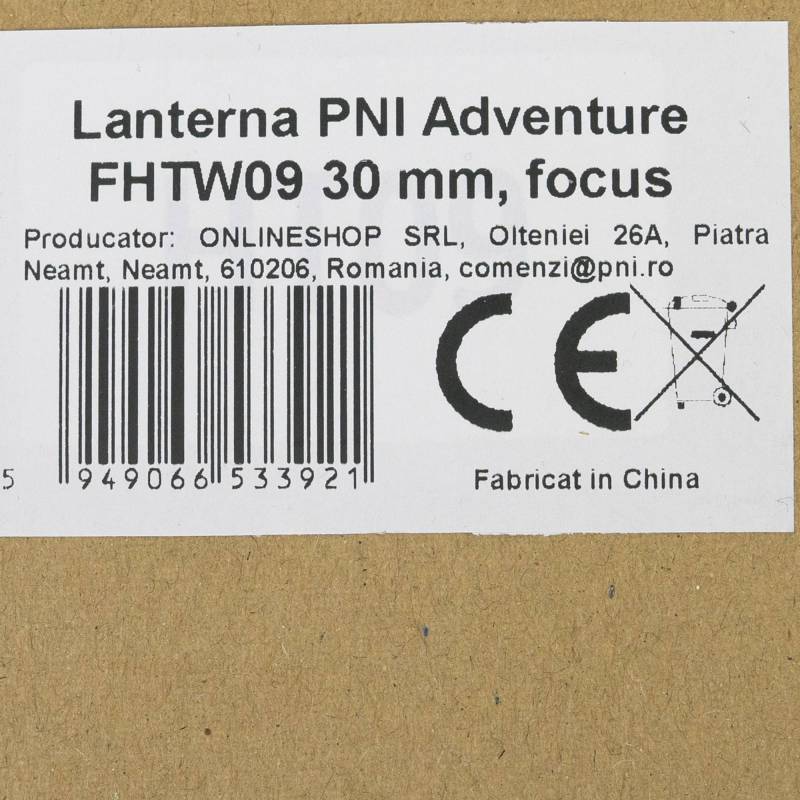 Lanterna PNI Adventure
FHTW09 30 mm, focus
Producator: ONLINESHOP SRL, Olteniei 26A, Piatra
Neamt, Neamt, 610206, Romania, comenzi@pni.ro
CE
5 949066 533921
Fabricat in China